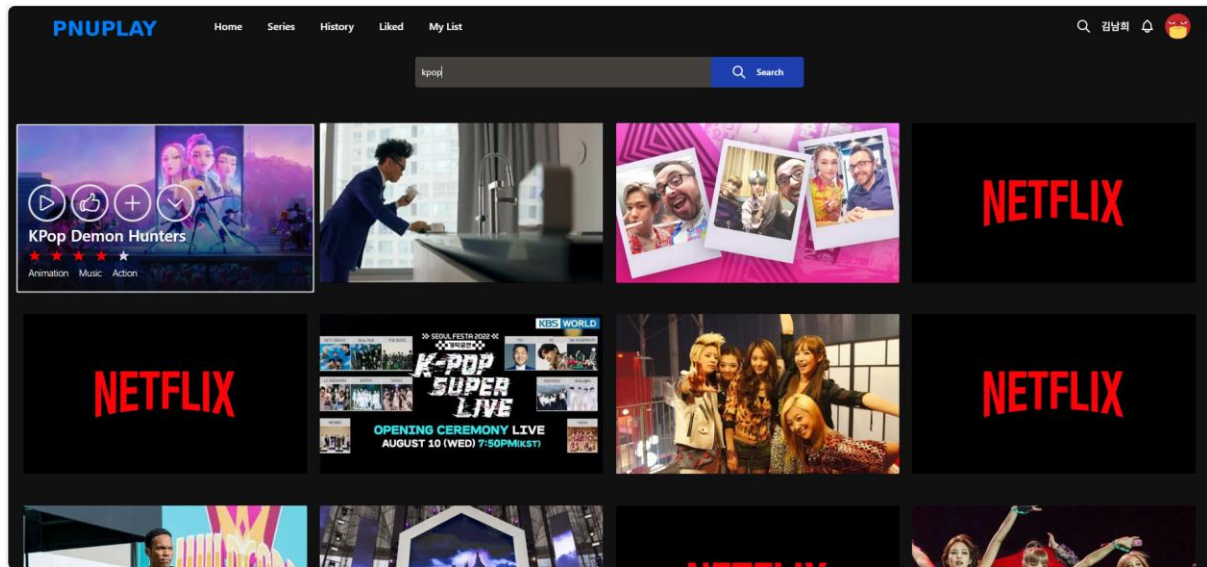 PNUPLAY Home Series History Liked My List 김남희
kpop Search
KPop Demon Hunters
Animation Music Action
NETFLIX
NETFLIX
KBS WORLD
SEOUL FESTA 2022
K-POP
SUPER
LIVE
OPENING CEREMONY LIVE
AUGUST 10 (WED) 7:50PM(KST)
NETFLIX
NETFLIX